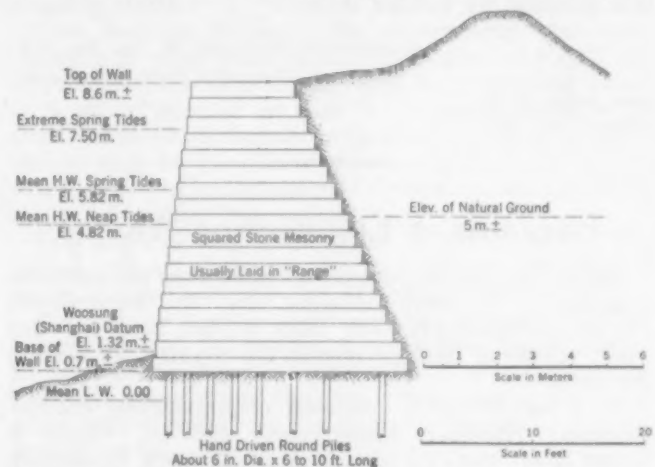 Top of Wall
El. 8.6 m.±
Extreme Spring Tides
El. 7.50 m.
Mean H.W. Spring Tides
El. 5.82 m.
Mean H.W. Neap Tides
El. 4.82 m.
Elev. of Natural Ground
5 m.±
Squared Stone Masonry
Usually Laid in "Range"
Woosung
(Shanghai) Datum
El. 1.32 m.±
Base of
Wall El. 0.7 m.±
Mean L. W. 0.00
0 1 2 3 4 5 6
Scale in Meters
Hand Driven Round Piles
About 6 in. Dia. x 6 to 10 ft. Long
0 10 20
Scale in Feet